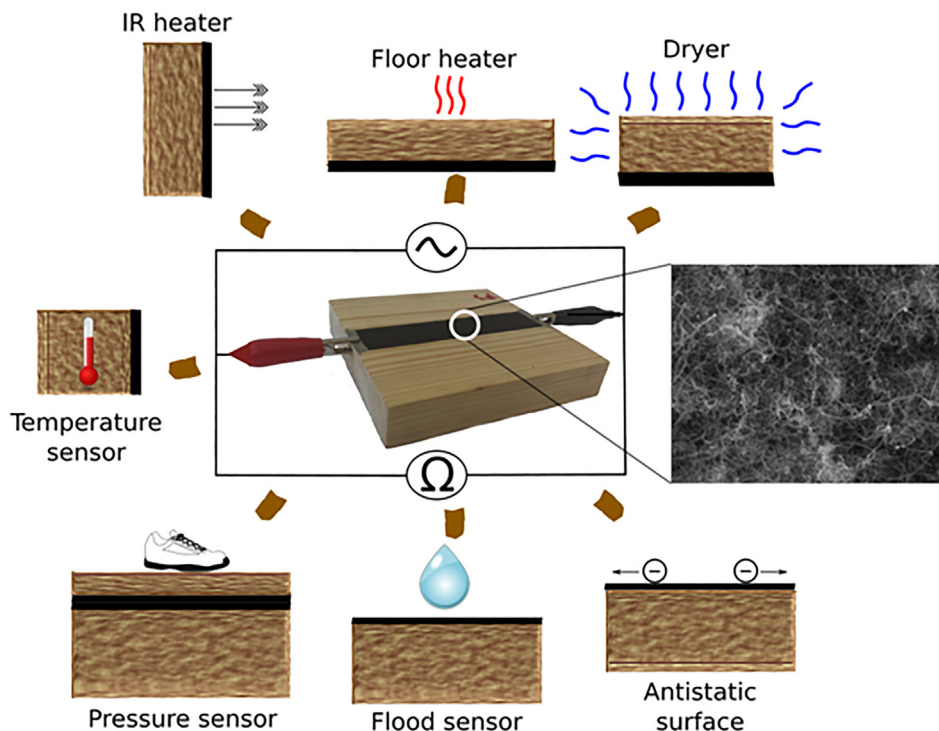 IR heater
Floor heater
Dryer
Temperature
sensor
Ω
Pressure sensor
Flood sensor
Antistatic
surface